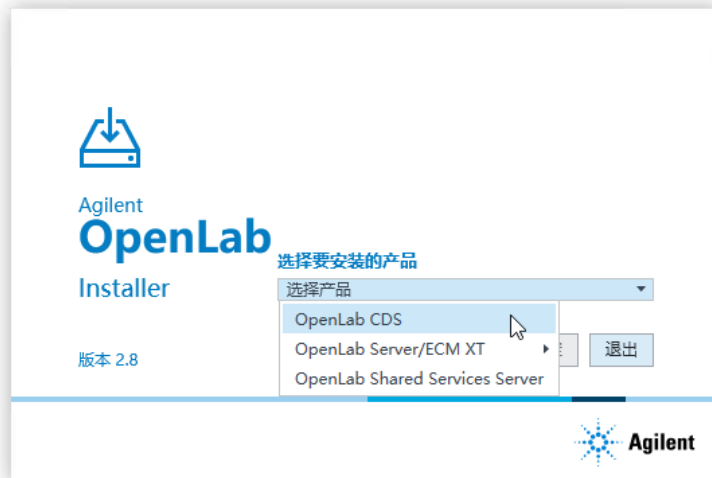 Agilent
OpenLab
选择要安装的产品
Installer
选择产品
OpenLab CDS
OpenLab Server/ECM XT
退出
版本 2.8
OpenLab Shared Services Server
Agilent